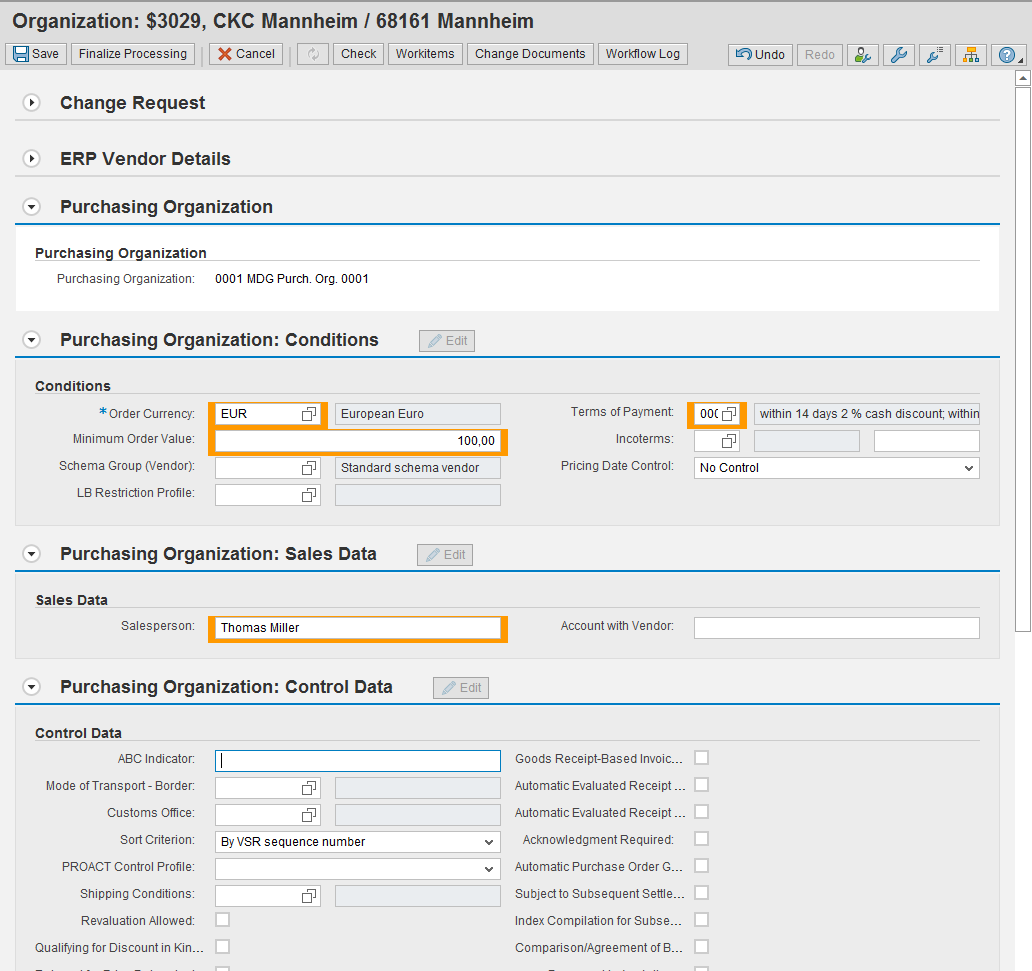 Organization: $3029, CKC Mannheim / 68161 Mannheim
Save Finalize Processing Cancel Check Workitems Change Documents Workflow Log Undo Redo
Change Request
ERP Vendor Details
Purchasing Organization
Purchasing Organization
Purchasing Organization: 0001 MDG Purch. Org. 0001
Purchasing Organization: Conditions Edit
Conditions
*Order Currency: EUR European Euro Terms of Payment: 000 within 14 days 2 % cash discount; within
Minimum Order Value: 100,00 Incoterms:
Schema Group (Vendor): Standard schema vendor Pricing Date Control: No Control
LB Restriction Profile:
Purchasing Organization: Sales Data Edit
Sales Data
Salesperson: Thomas Miller Account with Vendor:
Purchasing Organization: Control Data Edit
Control Data
ABC Indicator: Goods Receipt-Based Invoic...
Mode of Transport - Border: Automatic Evaluated Receipt ...
Customs Office: Automatic Evaluated Receipt ...
Sort Criterion: By VSR sequence number Acknowledgment Required:
PROACT Control Profile: Automatic Purchase Order G...
Shipping Conditions: Subject to Subsequent Settle...
Revaluation Allowed: Index Compilation for Subse...
Qualifying for Discount in Kin... Comparison/Agreement of B...